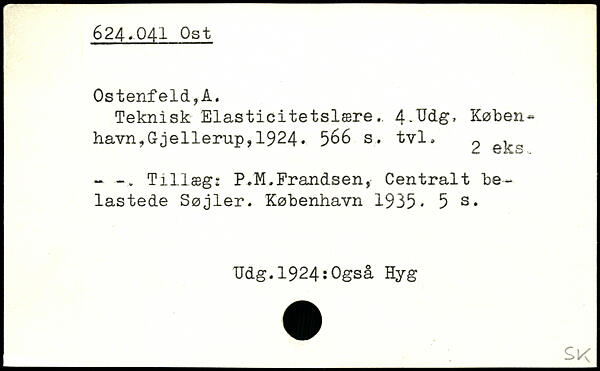 624.041 Ost
Ostenfeld,A.
Teknisk Elasticitetslære. 4.Udg. Køben-
havn,Gjellerup,1924. 566 s. tvl.
2 eks.
- -. Tillæg: P.M.Frandsen, Centralt be-
lastede Søjler. København 1935. 5 s.
Udg.1924:Også Hyg
SK